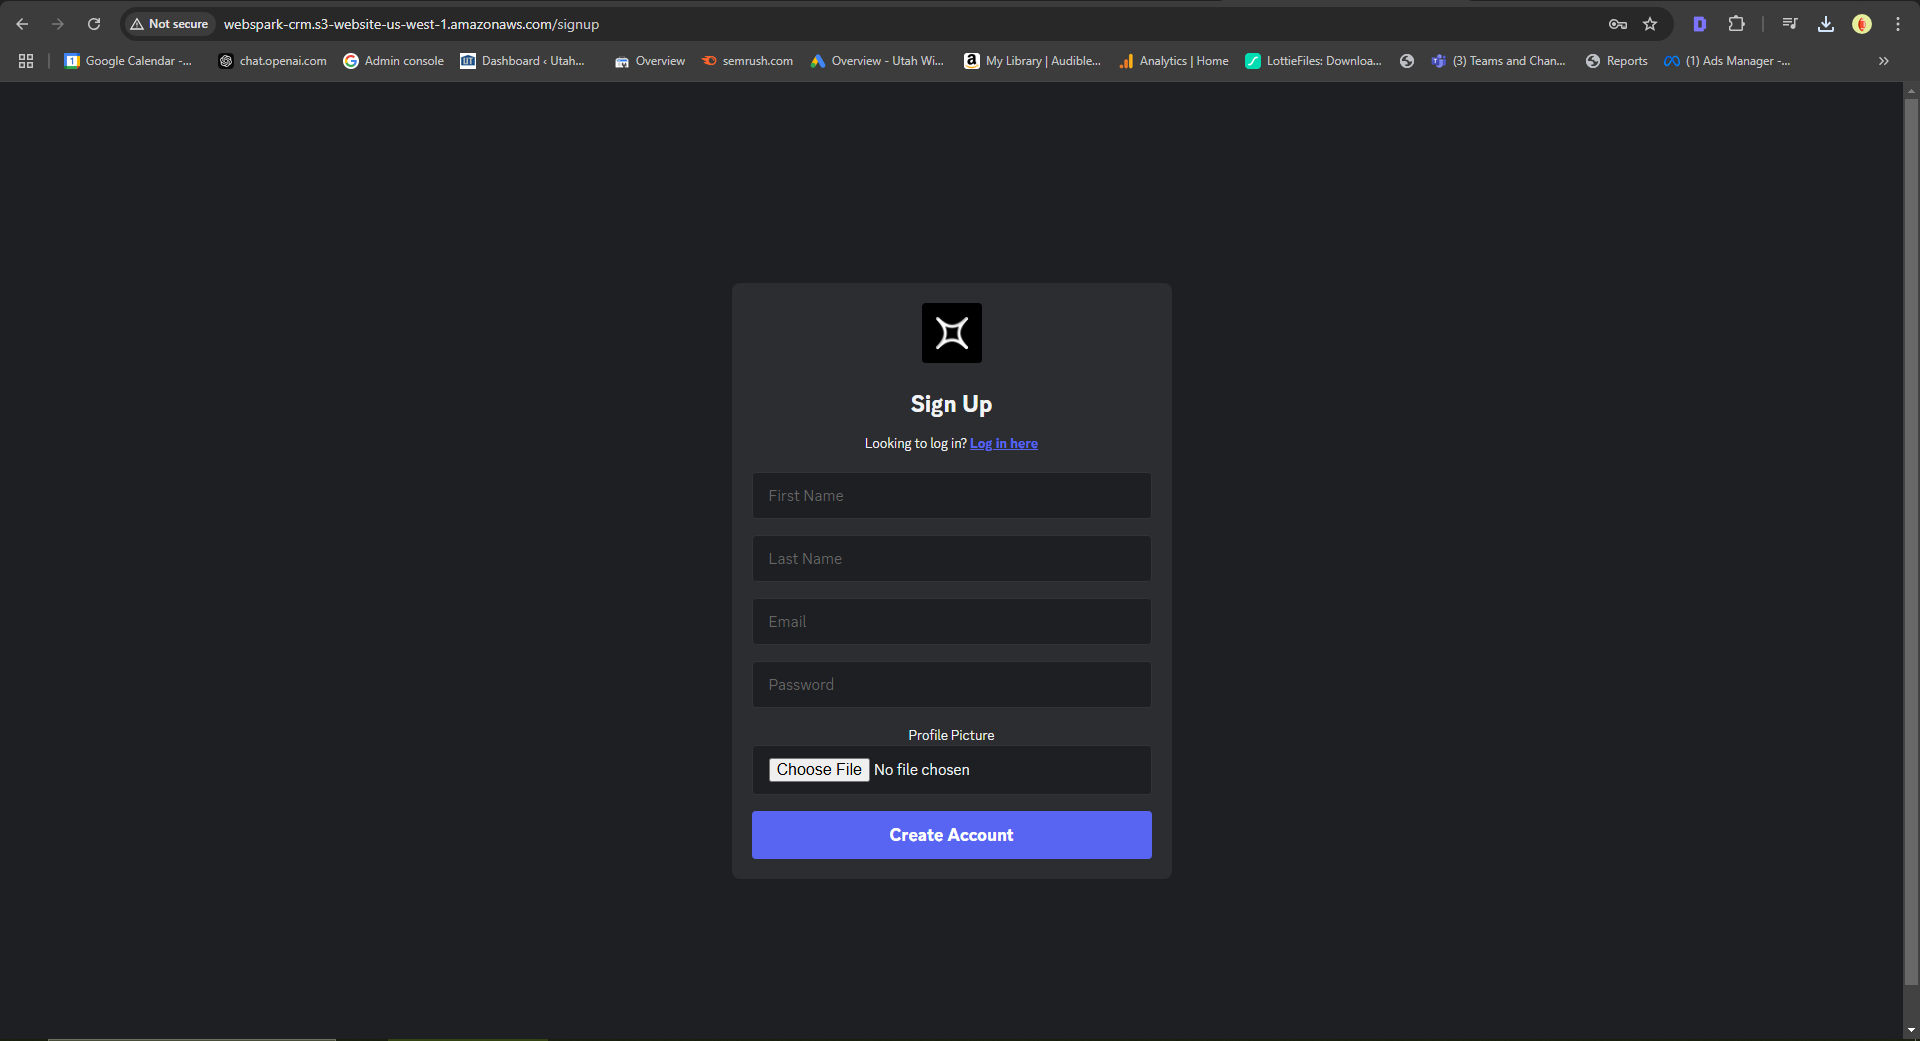 Not secure webspark-crm.s3-website-us-west-1.amazonaws.com/signup
Google Calendar -... chat.openai.com Admin console Dashboard ‹ Utah... Overview semrush.com Overview - Utah Wi... My Library | Audible... Analytics | Home LottieFiles: Downloa... (3) Teams and Chan... Reports (1) Ads Manager -...
Sign Up
Looking to log in? Log in here
First Name
Last Name
Email
Password
Profile Picture
Choose File No file chosen
Create Account